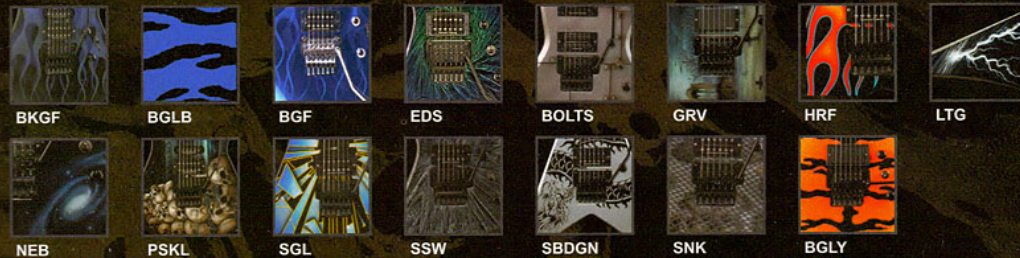 BKGF BGLB BGF EDS BOLTS GRV HRF LTG
NEB PSKL SGL SSW SBDGN SNK BGLY